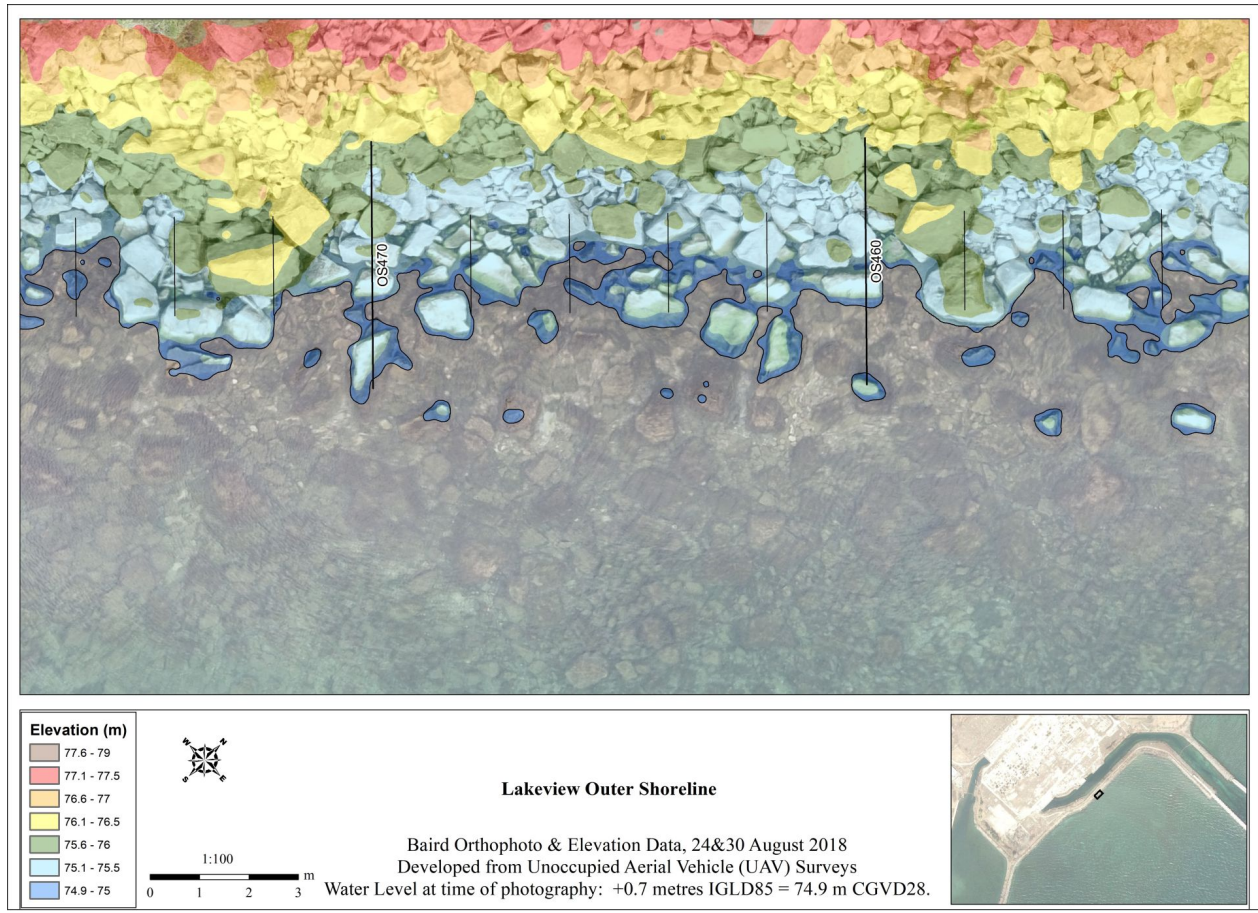 OS470
OS460
Elevation (m)
77.6 - 79
77.1 - 77.5
76.6 - 77
76.1 - 76.5
75.6 - 76
75.1 - 75.5
74.9 - 75
W N
S E
1:100
m
0 1 2 3
Lakeview Outer Shoreline
Baird Orthophoto & Elevation Data, 24&30 August 2018
Developed from Unoccupied Aerial Vehicle (UAV) Surveys
Water Level at time of photography: +0.7 metres IGLD85 = 74.9 m CGVD28.